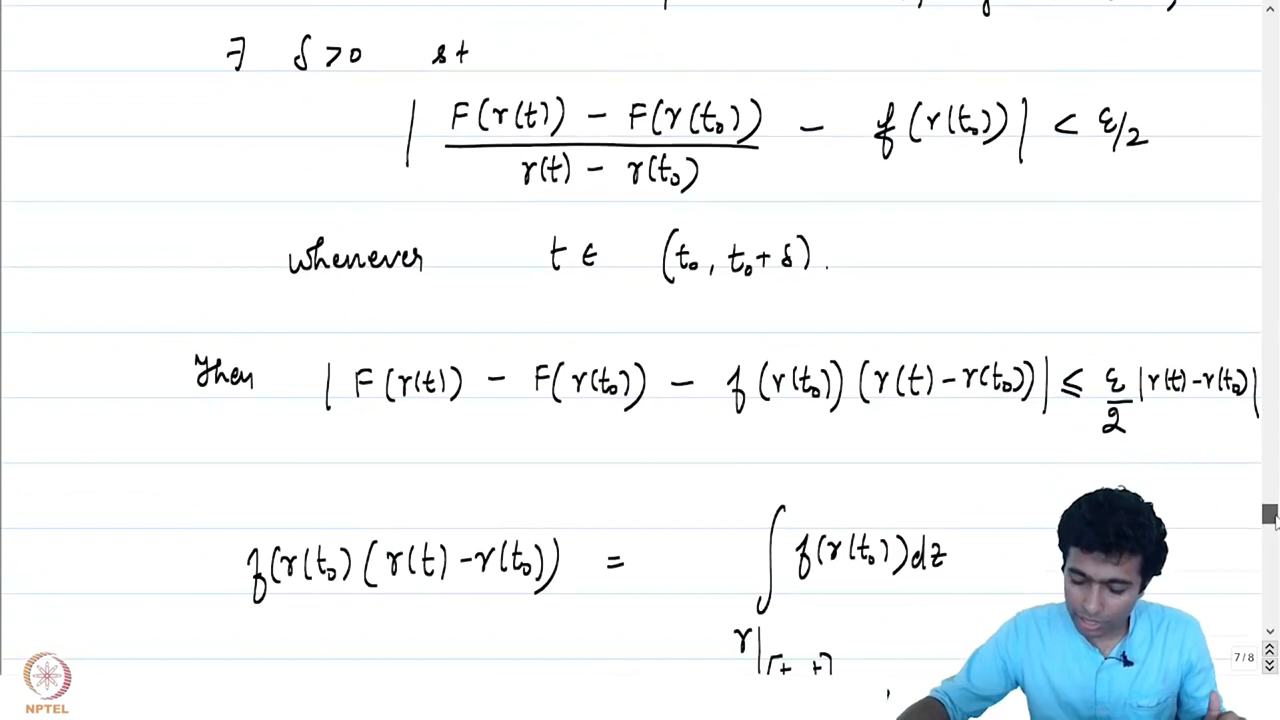 ∃ δ > 0 st
| F(γ(t)) − F(γ(t₀)) / γ(t) − γ(t₀) − f(γ(t₀)) | < ε/2
whenever t ∈ (t₀, t₀ + δ).
Then | F(γ(t)) − F(γ(t₀)) − f(γ(t₀)) (γ(t) − γ(t₀)) | ≤ ε/2 |γ(t) − γ(t₀)|
f(γ(t₀) (γ(t) − γ(t₀)) = ∫ f(γ(t₀)) dz
γ|
7/8
NPTEL